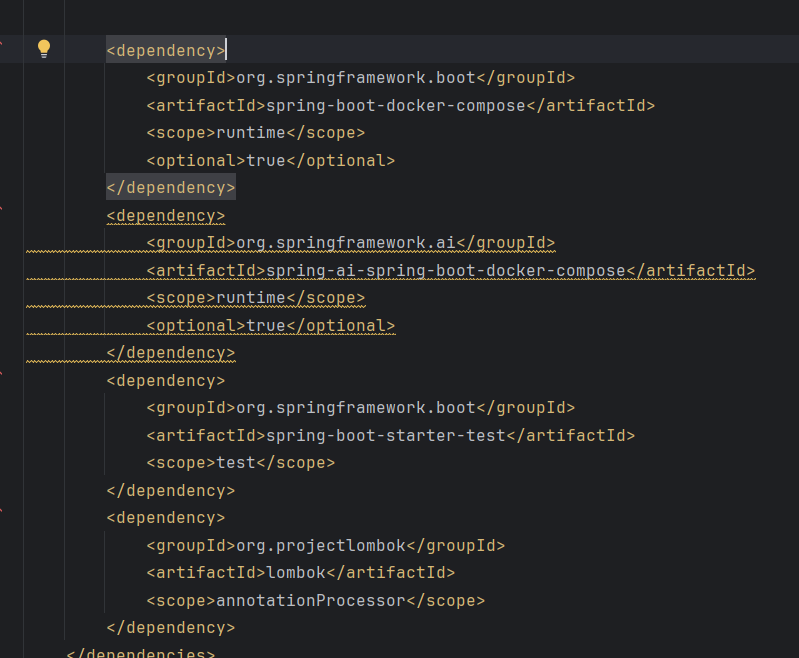 <dependency>
<groupId>org.springframework.boot</groupId>
<artifactId>spring-boot-docker-compose</artifactId>
<scope>runtime</scope>
<optional>true</optional>
</dependency>
<dependency>
<groupId>org.springframework.ai</groupId>
<artifactId>spring-ai-spring-boot-docker-compose</artifactId>
<scope>runtime</scope>
<optional>true</optional>
</dependency>
<dependency>
<groupId>org.springframework.boot</groupId>
<artifactId>spring-boot-starter-test</artifactId>
<scope>test</scope>
</dependency>
<dependency>
<groupId>org.projectlombok</groupId>
<artifactId>lombok</artifactId>
<scope>annotationProcessor</scope>
</dependency>
</dependencies>